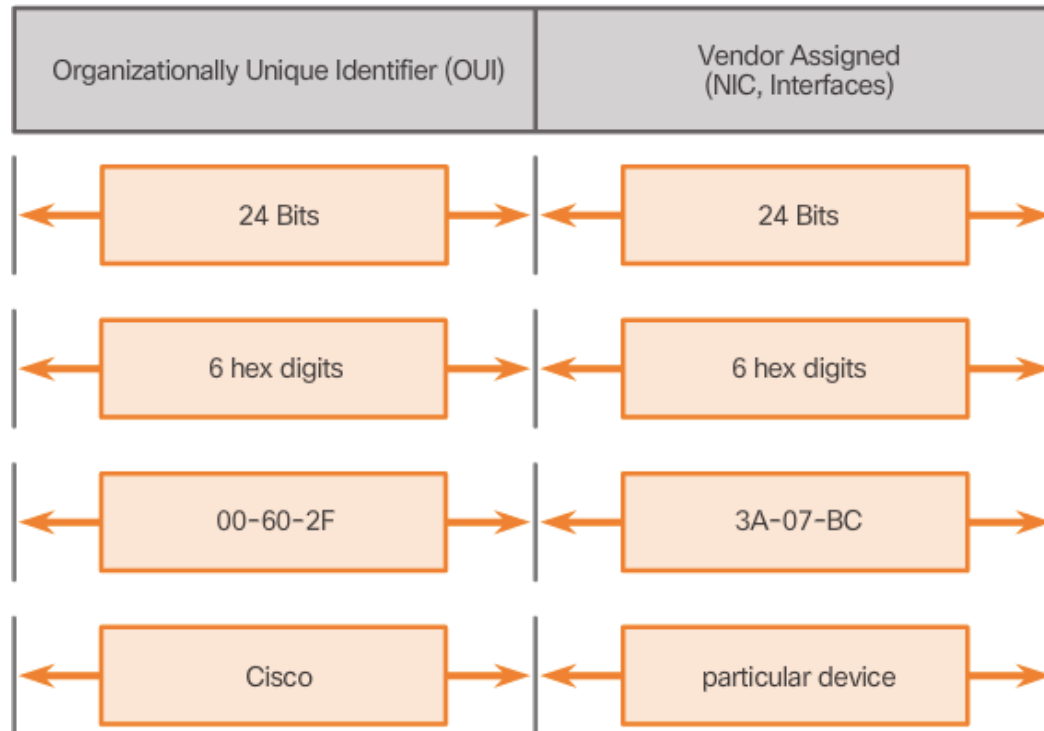 Organizationally Unique Identifier (OUI)
Vendor Assigned
(NIC, Interfaces)
24 Bits
24 Bits
6 hex digits
6 hex digits
00-60-2F
3A-07-BC
Cisco
particular device